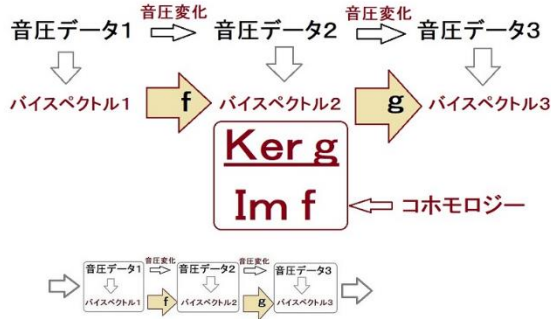 音圧変化 音圧変化
音圧データ1 音圧データ2 音圧データ3
バイスペクトル1 f バイスペクトル2 g バイスペクトル3
Ker g
Im f
コホモロジー
音圧変化 音圧変化
音圧データ1 音圧データ2 音圧データ3
バイスペクトル1 f バイスペクトル2 g バイスペクトル3